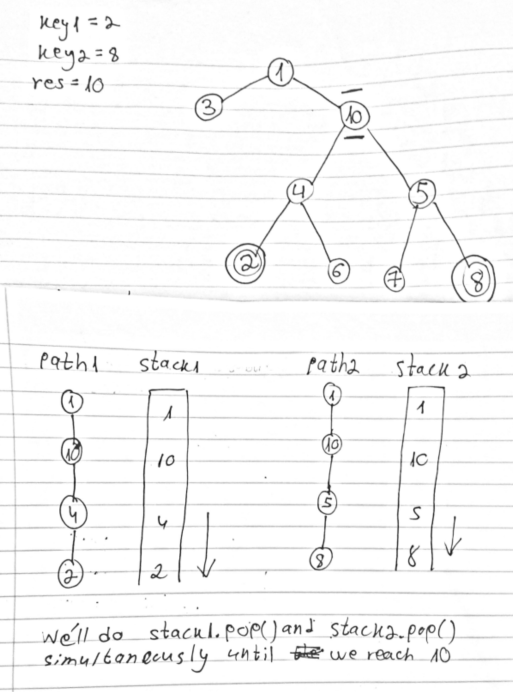 key1 = 2
key2 = 8
res = 10
1
3
10
4
5
2
6
7
8
path1 stack1 path2 stack2
1 1 1 1
10 10 10 10
4 4 5 5
2 2 8 8
we'll do stack1.pop() and stack2.pop()
simultaneously until we reach 10